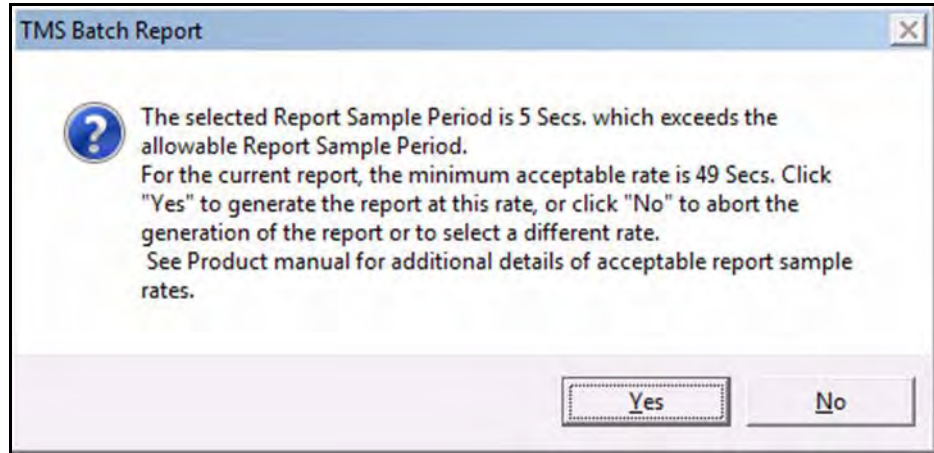 TMS Batch Report
The selected Report Sample Period is 5 Secs. which exceeds the
allowable Report Sample Period.
For the current report, the minimum acceptable rate is 49 Secs. Click
"Yes" to generate the report at this rate, or click "No" to abort the
generation of the report or to select a different rate.
See Product manual for additional details of acceptable report sample
rates.
Yes
No